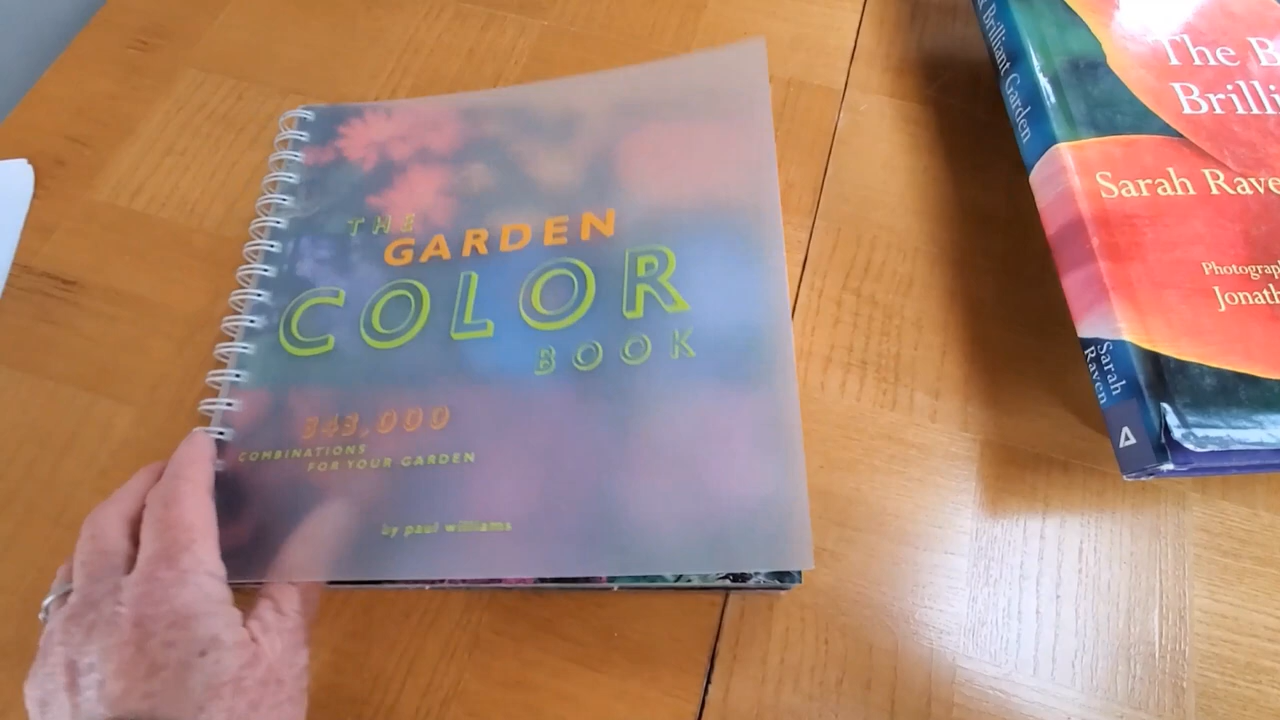 THE
GARDEN
COLOR
BOOK
343,000
COMBINATIONS
FOR YOUR GARDEN
by paul williams
Brilliant Garden
Sarah
Raven
The B
Brilli
Sarah Rave
Photograp
Jonath